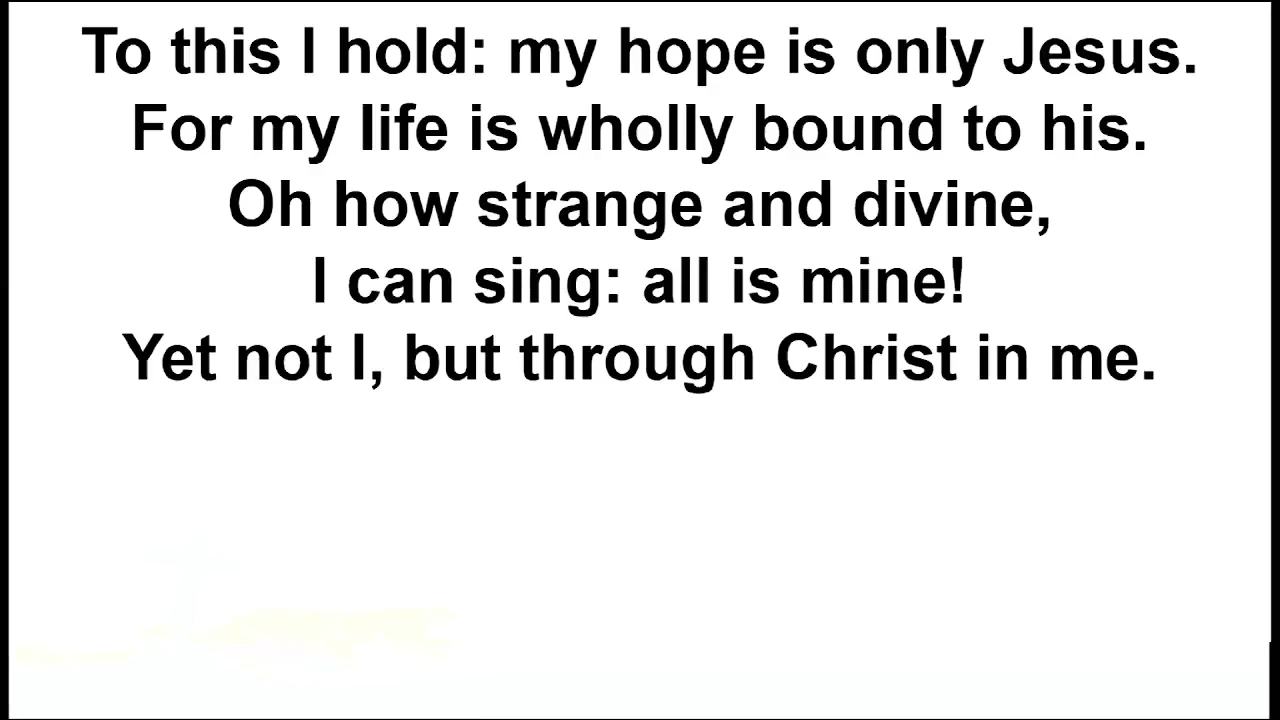 To this I hold: my hope is only Jesus.
For my life is wholly bound to his.
Oh how strange and divine,
I can sing: all is mine!
Yet not I, but through Christ in me.